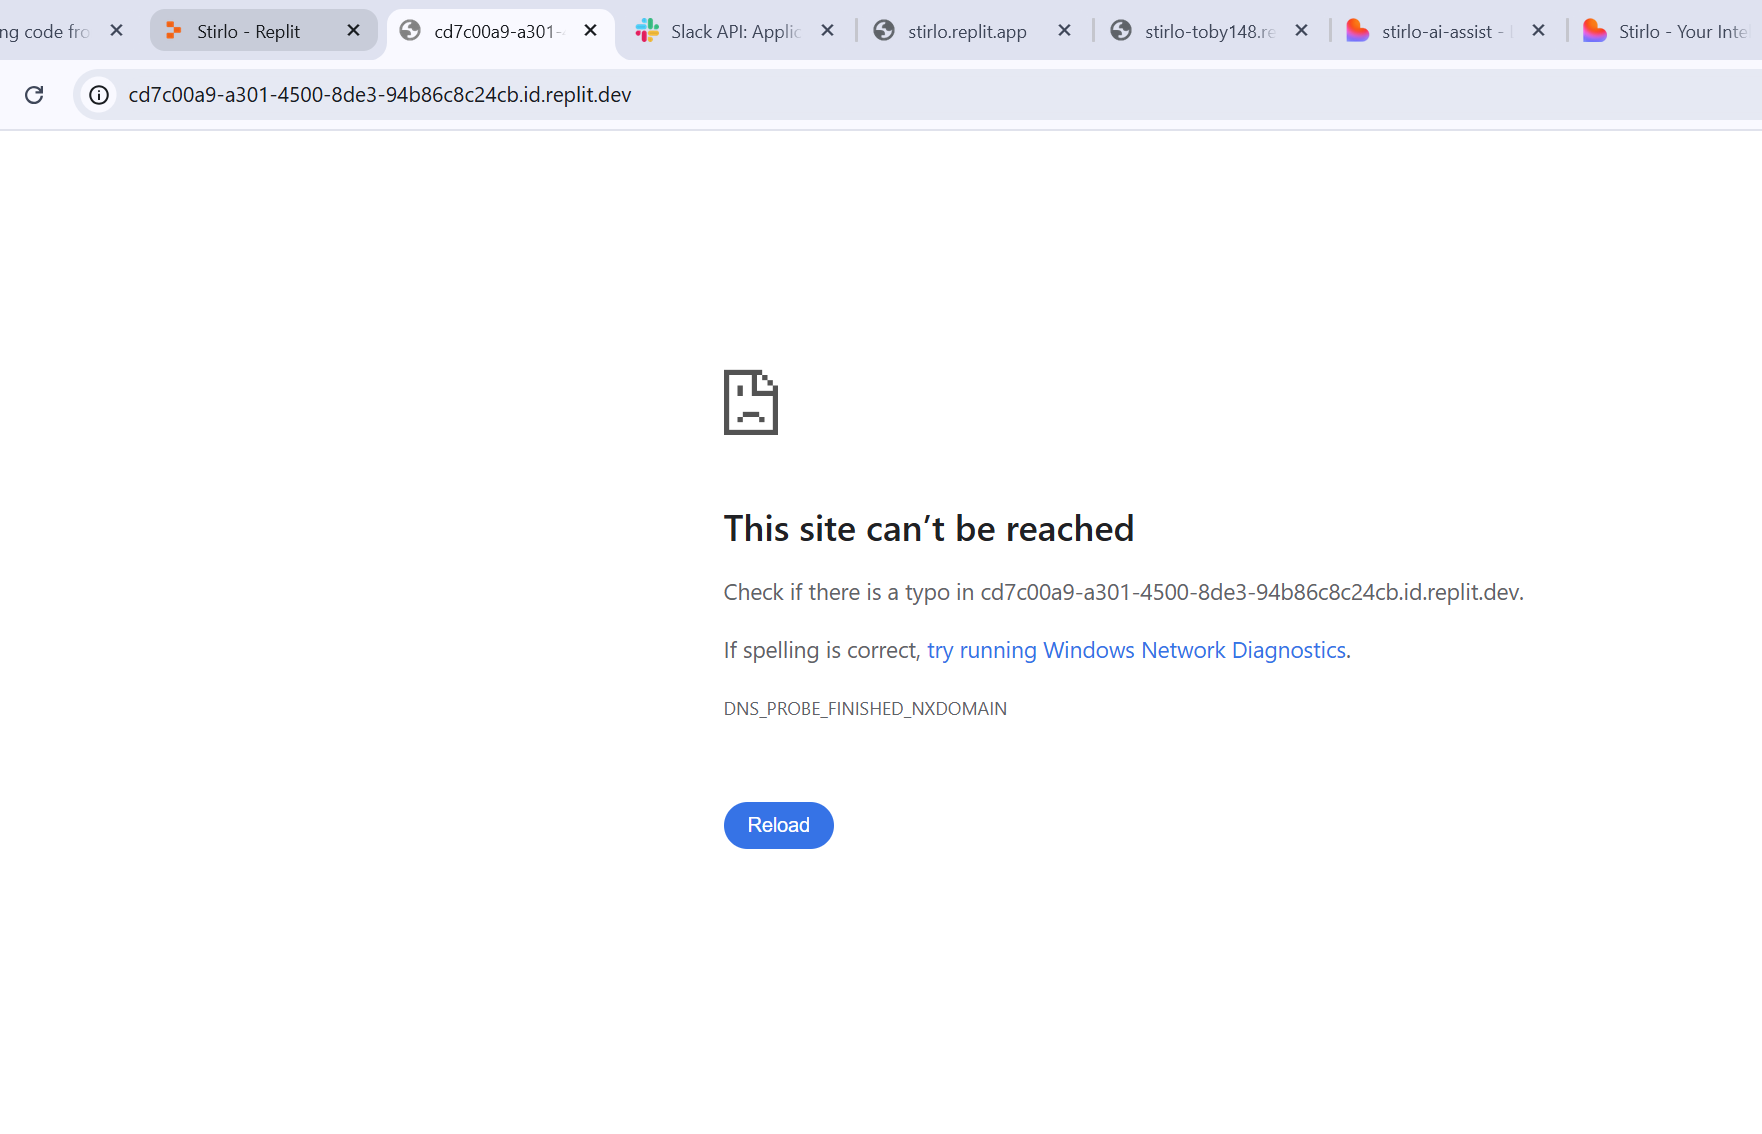 ng code fro
Stirlo - Replit
cd7c00a9-a301-
Slack API: Applic
stirlo.replit.app
stirlo-toby148.re
stirlo-ai-assist -
Stirlo - Your Inte
cd7c00a9-a301-4500-8de3-94b86c8c24cb.id.replit.dev
This site can’t be reached
Check if there is a typo in cd7c00a9-a301-4500-8de3-94b86c8c24cb.id.replit.dev.
If spelling is correct, try running Windows Network Diagnostics.
DNS_PROBE_FINISHED_NXDOMAIN
Reload